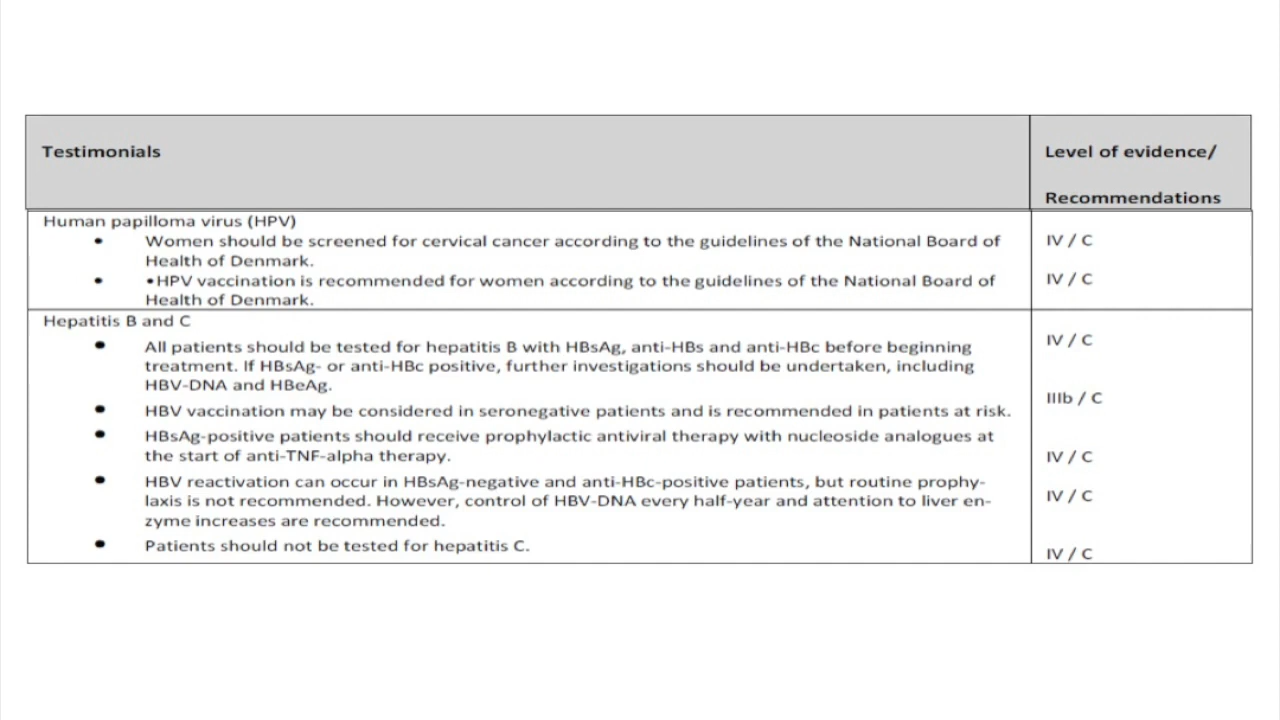 Testimonials
Level of evidence/
Recommendations
Human papilloma virus (HPV)
• Women should be screened for cervical cancer according to the guidelines of the National Board of
Health of Denmark.
IV / C
• •HPV vaccination is recommended for women according to the guidelines of the National Board of
Health of Denmark.
IV / C
Hepatitis B and C
• All patients should be tested for hepatitis B with HBsAg, anti-HBs and anti-HBc before beginning
treatment. If HBsAg- or anti-HBc positive, further investigations should be undertaken, including
HBV-DNA and HBeAg.
IV / C
• HBV vaccination may be considered in seronegative patients and is recommended in patients at risk.
IIIb / C
• HBsAg-positive patients should receive prophylactic antiviral therapy with nucleoside analogues at
the start of anti-TNF-alpha therapy.
IV / C
• HBV reactivation can occur in HBsAg-negative and anti-HBc-positive patients, but routine prophy-
laxis is not recommended. However, control of HBV-DNA every half-year and attention to liver en-
zyme increases are recommended.
IV / C
• Patients should not be tested for hepatitis C.
IV / C